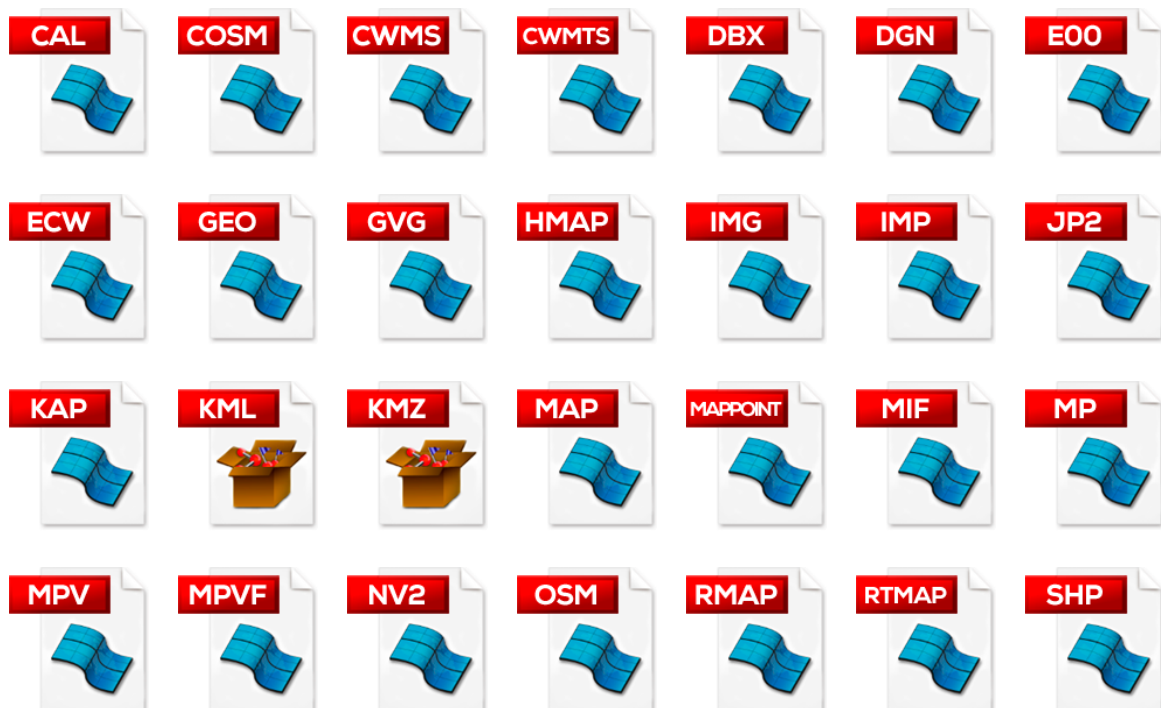 CAL COSM CWMS CWMTS DBX DGN E00
ECW GEO GVG HMAP IMG IMP JP2
KAP KML KMZ MAP MAPPOINT MIF MP
MPV MPVF NV2 OSM RMAP RTMAP SHP